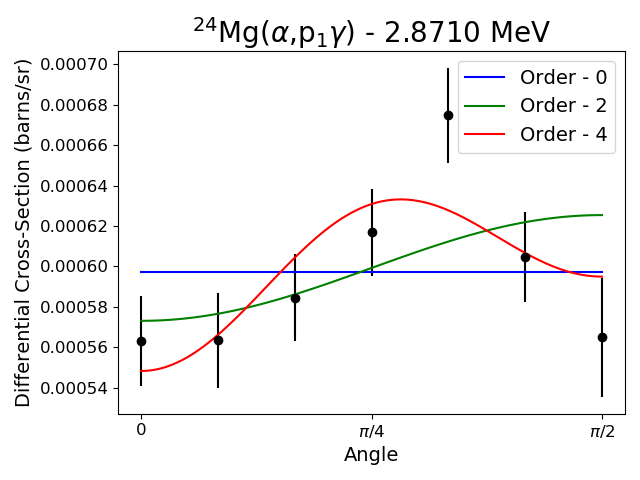 ²⁴Mg(α,p₁γ) - 2.8710 MeV
Differential Cross-Section (barns/sr)
0.00070
0.00068
0.00066
0.00064
0.00062
0.00060
0.00058
0.00056
0.00054
Order - 0
Order - 2
Order - 4
0
π/4
π/2
Angle